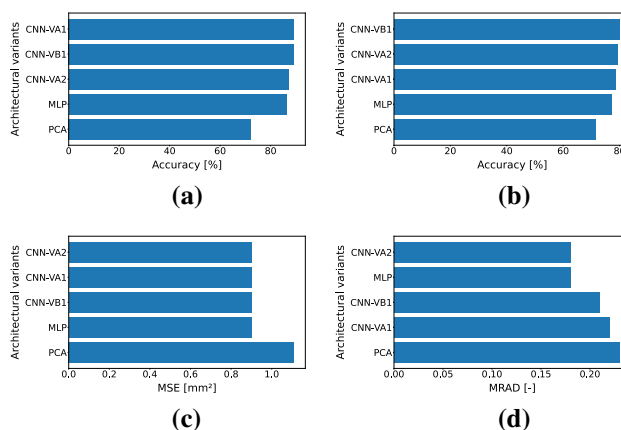 Architectural variants
CNN-VA1
CNN-VB1
CNN-VA2
MLP
PCA
0 20 40 60 80
Accuracy [%]
(a)
Architectural variants
CNN-VB1
CNN-VA2
CNN-VA1
MLP
PCA
0 20 40 60 80
Accuracy [%]
(b)
Architectural variants
CNN-VA2
CNN-VA1
CNN-VB1
MLP
PCA
0.0 0.2 0.4 0.6 0.8 1.0
MSE [mm²]
(c)
Architectural variants
CNN-VA2
MLP
CNN-VB1
CNN-VA1
PCA
0.00 0.05 0.10 0.15 0.20
MRAD [-]
(d)